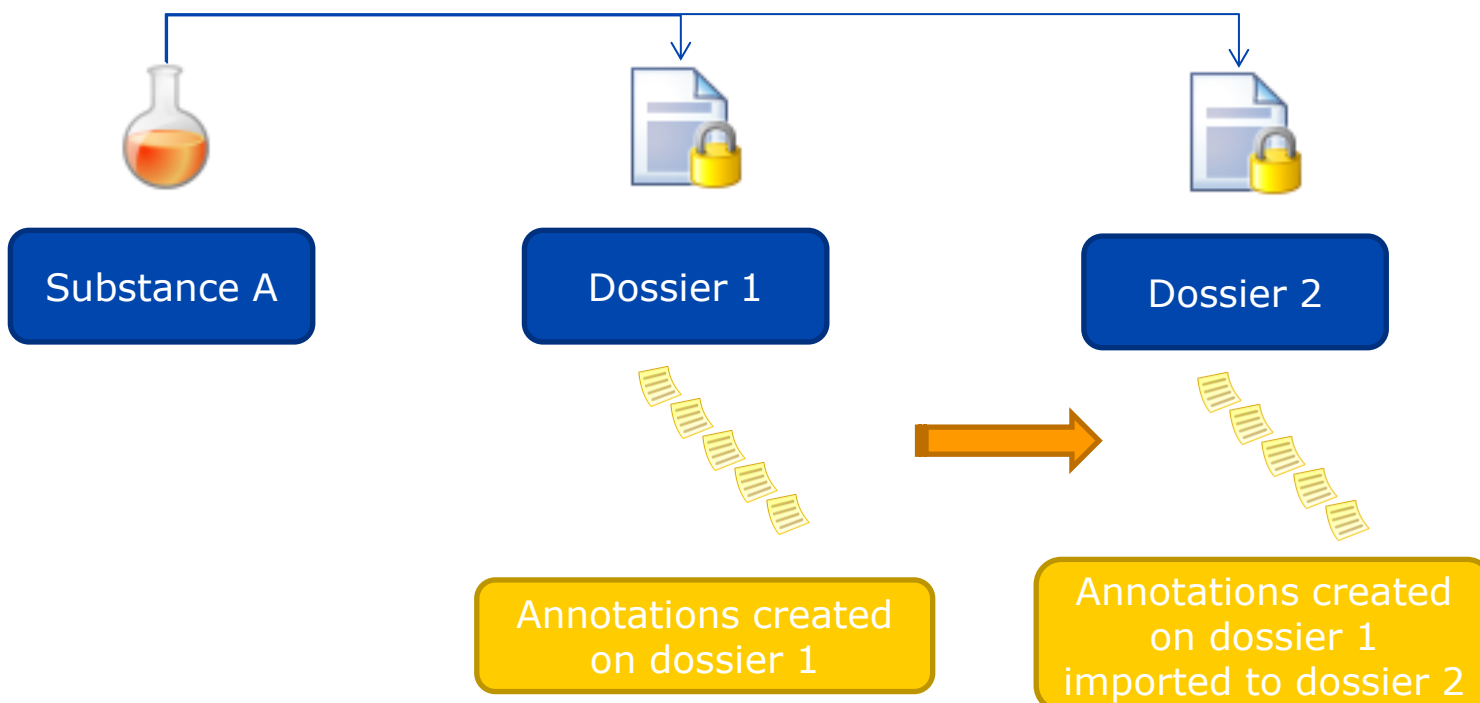 Substance A
Dossier 1
Dossier 2
Annotations created
on dossier 1
Annotations created
on dossier 1
imported to dossier 2